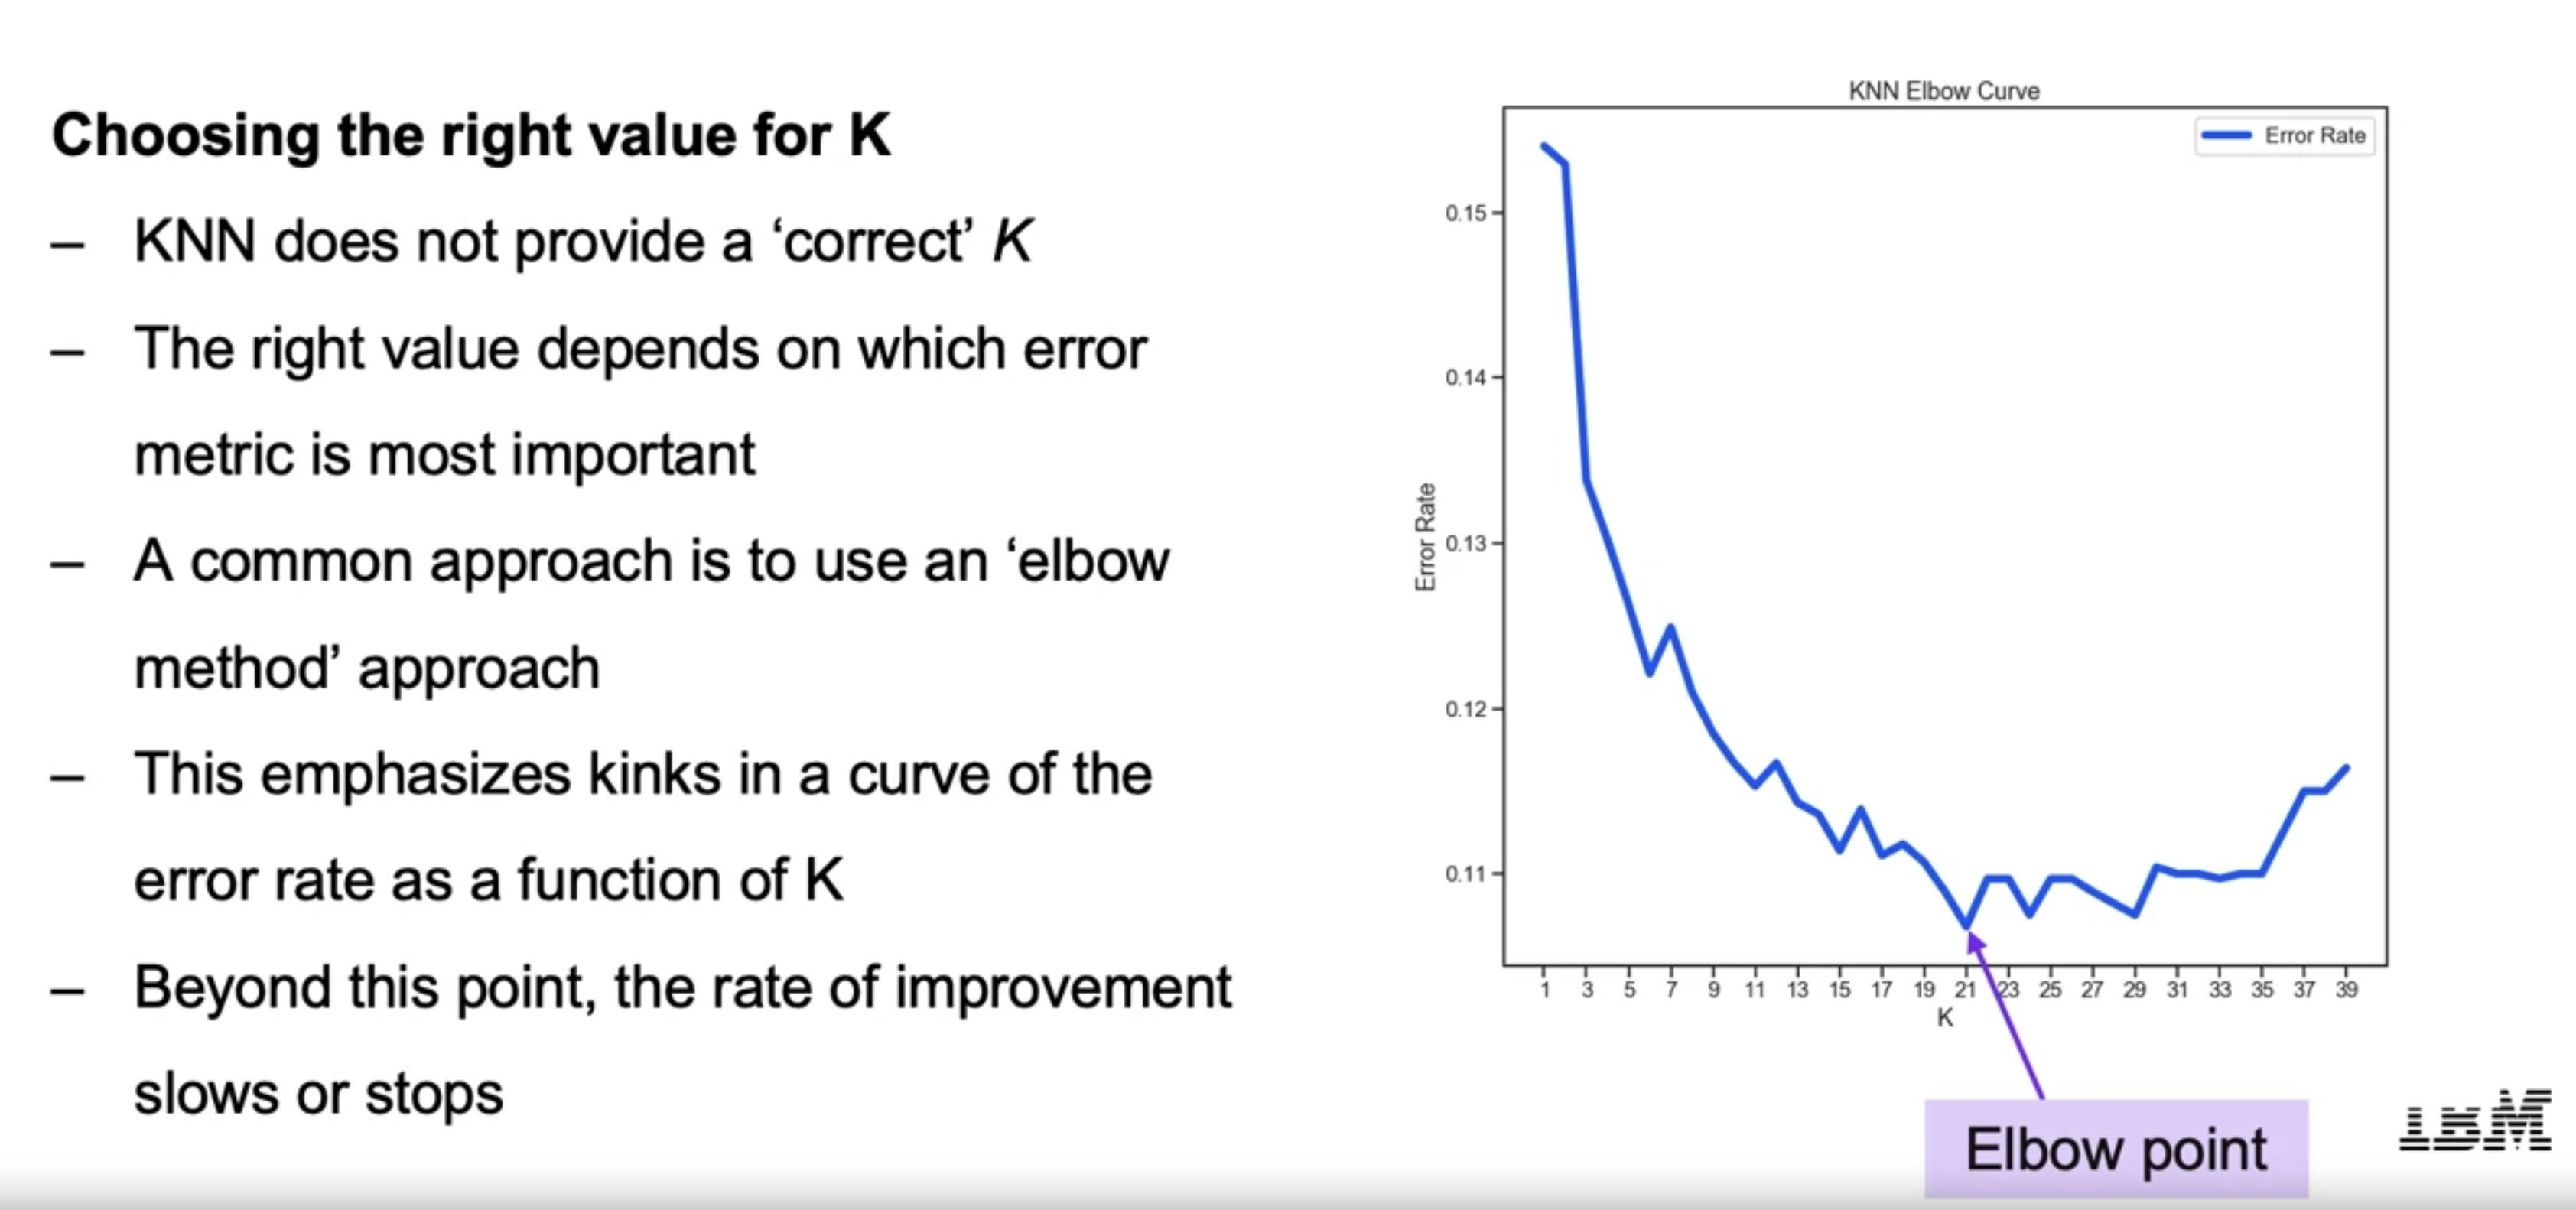 Choosing the right value for K
– KNN does not provide a ‘correct’ K
– The right value depends on which error
metric is most important
– A common approach is to use an ‘elbow
method’ approach
– This emphasizes kinks in a curve of the
error rate as a function of K
– Beyond this point, the rate of improvement
slows or stops
KNN Elbow Curve
Error Rate
0.15
0.14
0.13
0.12
0.11
Error Rate
1 3 5 7 9 11 13 15 17 19 21 23 25 27 29 31 33 35 37 39
K
Elbow point
IBM